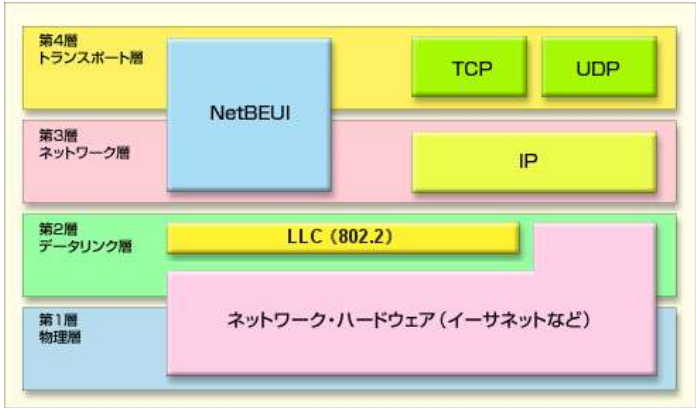 第4層
トランスポート層
TCP
UDP
NetBEUI
第3層
ネットワーク層
IP
第2層
データリンク層
LLC（802.2）
第1層
物理層
ネットワーク・ハードウェア（イーサネットなど）